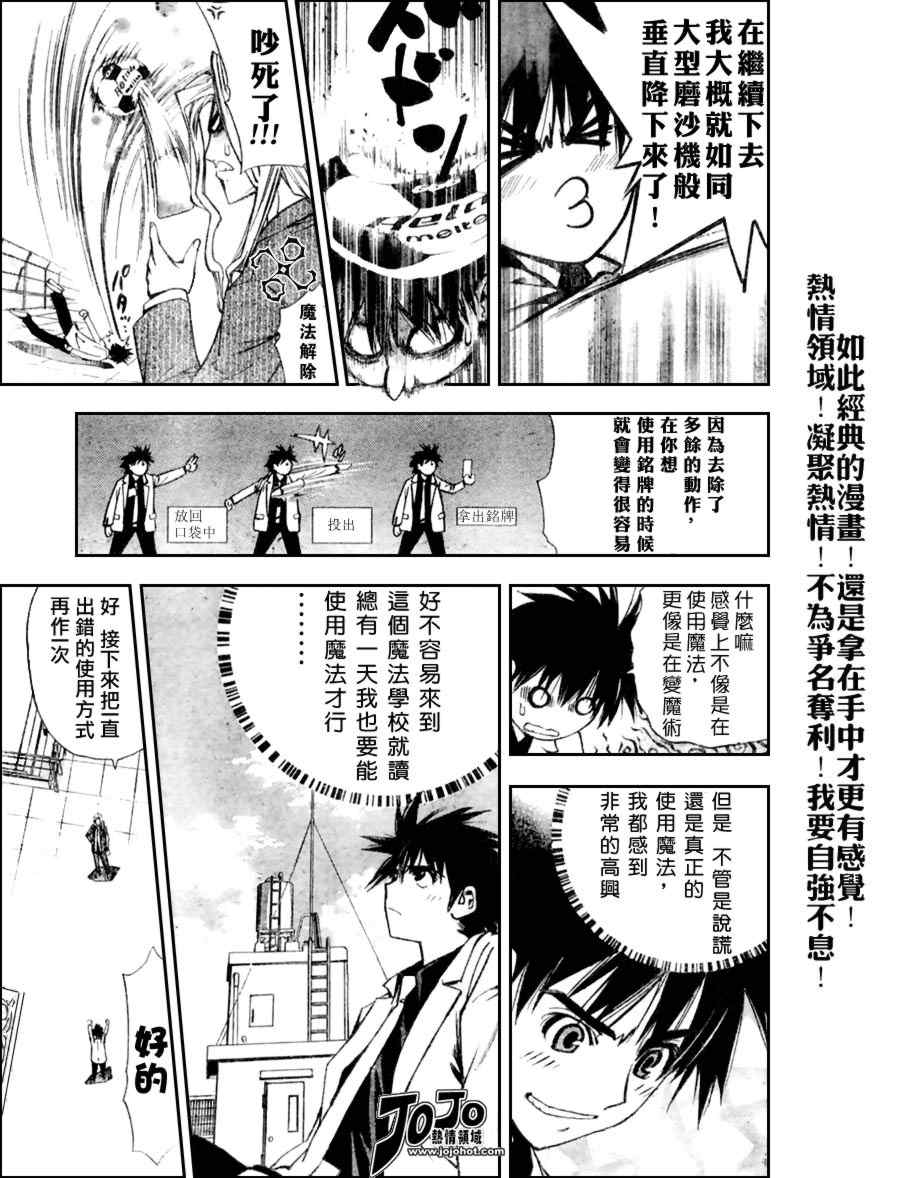 在繼續下去
我大概就如同
大型磨沙機般
垂直降下來了！
ドドドン
melte
吵死了!!!
魔法解除
パタ…ッ
因為去除了
多餘的動作，
在你想
使用銘牌的時候
就會變得很容易
拿出銘牌
投出
放回
口袋中
什麼嘛
感覺上不像是在
使用魔法，
更像是在變魔術
但是 不管是說謊
還是真正的
使用魔法，
我都感到
非常的高興
好不容易來到
這個魔法學校就讀
總有一天我也要能
使用魔法才行
………
好 接下來把一直
出錯的使用方式
再作一次
好的
如此經典的漫畫！還是拿在手中才更有感覺！
熱情領域！凝聚熱情！不為爭名奪利！我要自強不息！
JOJO
熱情領域
www.jojohot.com